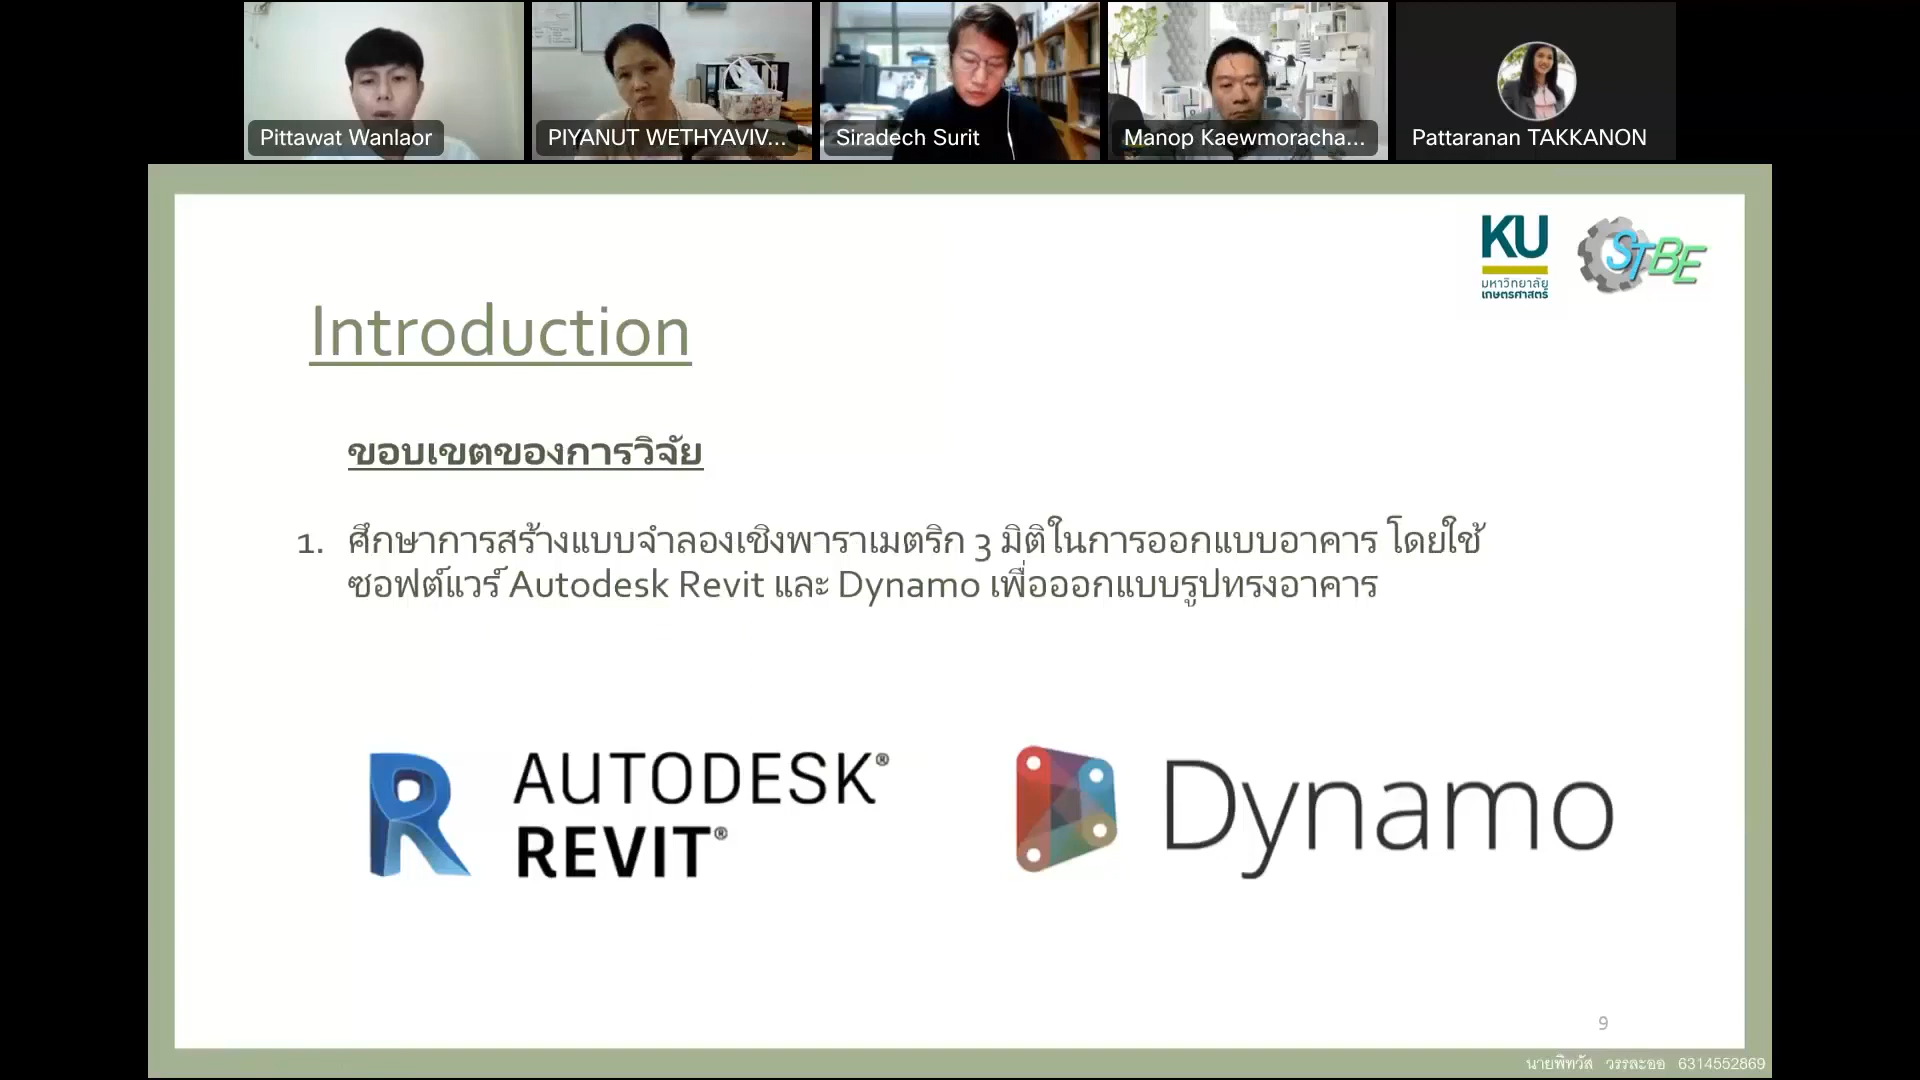 Pittawat Wanlaor
PIYANUT WETHYAVIV...
Siradech Surit
Manop Kaewmoracha...
Pattaranan TAKKANON
KU
มหาวิทยาลัย
เกษตรศาสตร์
STBE
Introduction
ขอบเขตของการวิจัย
1. ศึกษาการสร้างแบบจำลองเชิงพาราเมตริก 3 มิติในการออกแบบอาคาร โดยใช้
ซอฟต์แวร์ Autodesk Revit และ Dynamo เพื่อออกแบบรูปทรงอาคาร
AUTODESK®
REVIT®
Dynamo
9
นายพิทวัส วรรละออ 6314552869